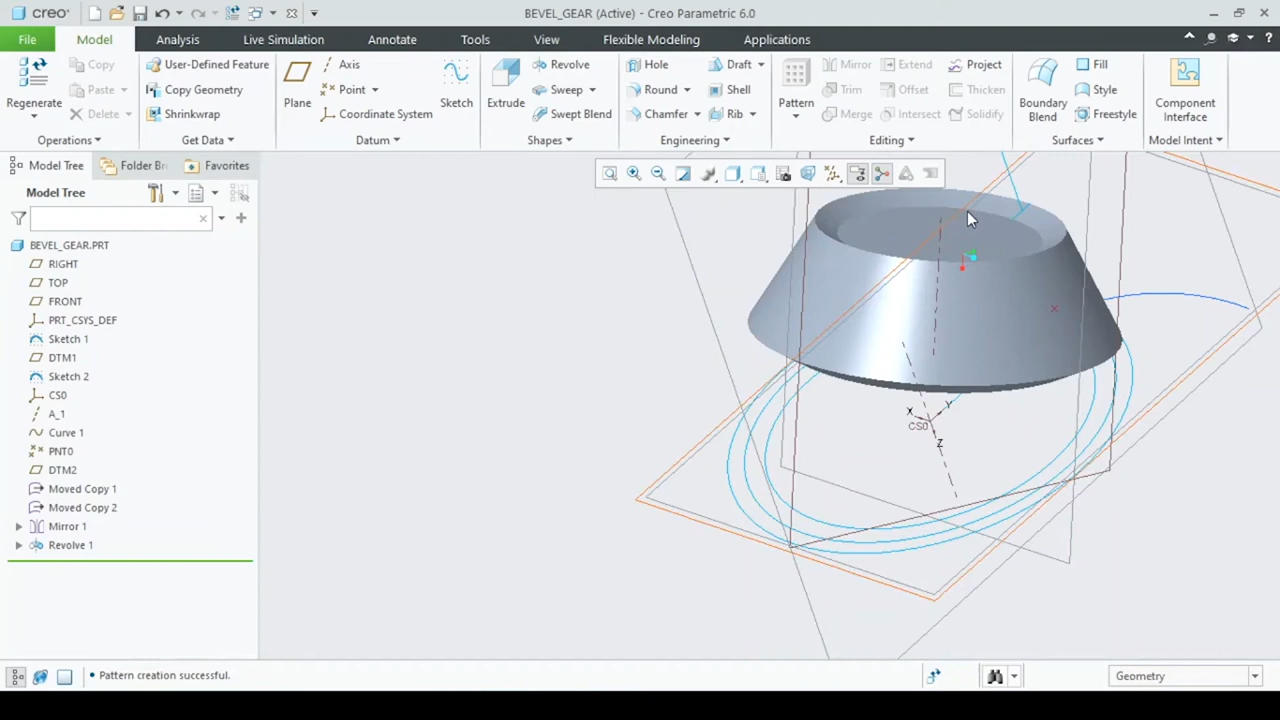 creo
BEVEL_GEAR (Active) - Creo Parametric 6.0
File Model Analysis Live Simulation Annotate Tools View Flexible Modeling Applications
Regenerate
Copy
Paste
Delete
Operations
User-Defined Feature
Copy Geometry
Shrinkwrap
Get Data
Plane
Axis
Point
Coordinate System
Sketch
Datum
Extrude
Revolve
Sweep
Swept Blend
Shapes
Hole
Round
Chamfer
Draft
Shell
Rib
Engineering
Pattern
Mirror
Trim
Merge
Extend
Offset
Intersect
Project
Thicken
Solidify
Editing
Boundary
Blend
Fill
Style
Freestyle
Surfaces
Component
Interface
Model Intent
Model Tree Folder Br Favorites
Model Tree
BEVEL_GEAR.PRT
RIGHT
TOP
FRONT
PRT_CSYS_DEF
Sketch 1
DTM1
Sketch 2
CS0
A_1
Curve 1
PNT0
DTM2
Moved Copy 1
Moved Copy 2
Mirror 1
Revolve 1
X Y
CS0
Z
• Pattern creation successful.
Geometry